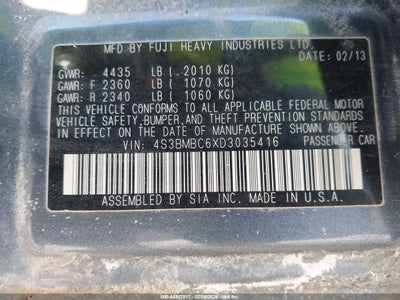 MFD. BY FUJI HEAVY INDUSTRIES LTD.
DATE: 02/13
GVWR: 4435 LB ( 2010 KG)
GAWR: F 2360 LB ( 1070 KG)
GAWR: R 2340 LB ( 1060 KG)
THIS VEHICLE CONFORMS TO ALL APPLICABLE FEDERAL MOTOR
VEHICLE SAFETY, BUMPER, AND THEFT PREVENTION STANDARDS
IN EFFECT ON THE DATE OF MANUFACTURE SHOWN ABOVE.
VIN: 4S3BMBC6XD3035416 PASSENGER CAR
ASSEMBLED BY SIA INC. MADE IN U.S.A.